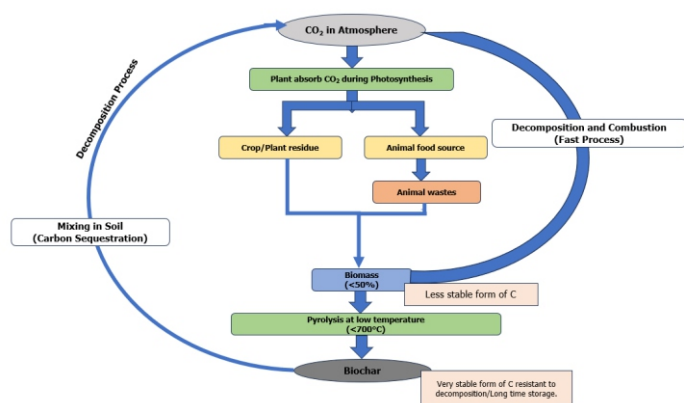 CO₂ in Atmosphere
Plant absorb CO₂ during Photosynthesis
Decomposition Process
Decomposition and Combustion
(Fast Process)
Crop/Plant residue
Animal food source
Animal wastes
Mixing in Soil
(Carbon Sequestration)
Biomass
(<50%)
Less stable form of C
Pyrolysis at low temperature
(<700°C)
Biochar
Very stable form of C resistant to
decomposition/Long time storage.